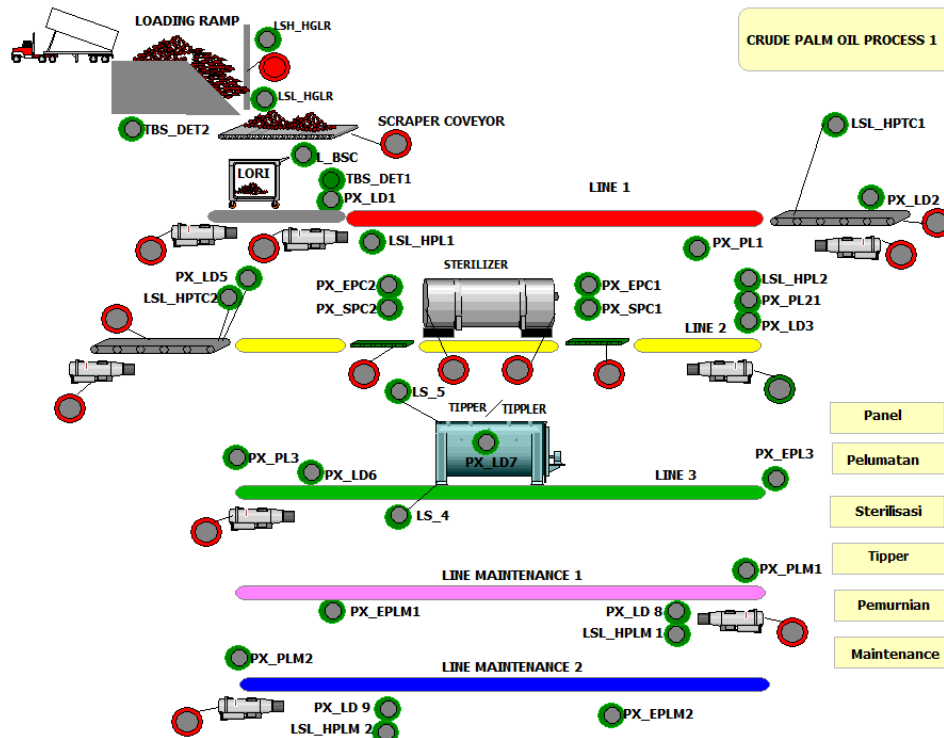 LOADING RAMP
LSH_HGLR
CRUDE PALM OIL PROCESS 1
LSL_HGLR
TBS_DET2
SCRAPER COVEYOR
LSL_HPTC1
L_BSC
LORI
TBS_DET1
PX_LD1
LINE 1
PX_LD2
LSL_HPL1
PX_PL1
PX_LD5
LSL_HPTC2
STERILIZER
PX_EPC2
PX_SPC2
PX_EPC1
PX_SPC1
LSL_HPL2
PX_PL21
PX_LD3
LINE 2
LS_5
TIPPER / TIPPLER
PX_LD7
Panel
PX_PL3
PX_LD6
LINE 3
PX_EPL3
Pelumatan
LS_4
Sterilisasi
Tipper
LINE MAINTENANCE 1
PX_PLM1
PX_EPLM1
PX_LD 8
LSL_HPLM 1
Pemurnian
Maintenance
PX_PLM2
LINE MAINTENANCE 2
PX_LD 9
LSL_HPLM 2
PX_EPLM2